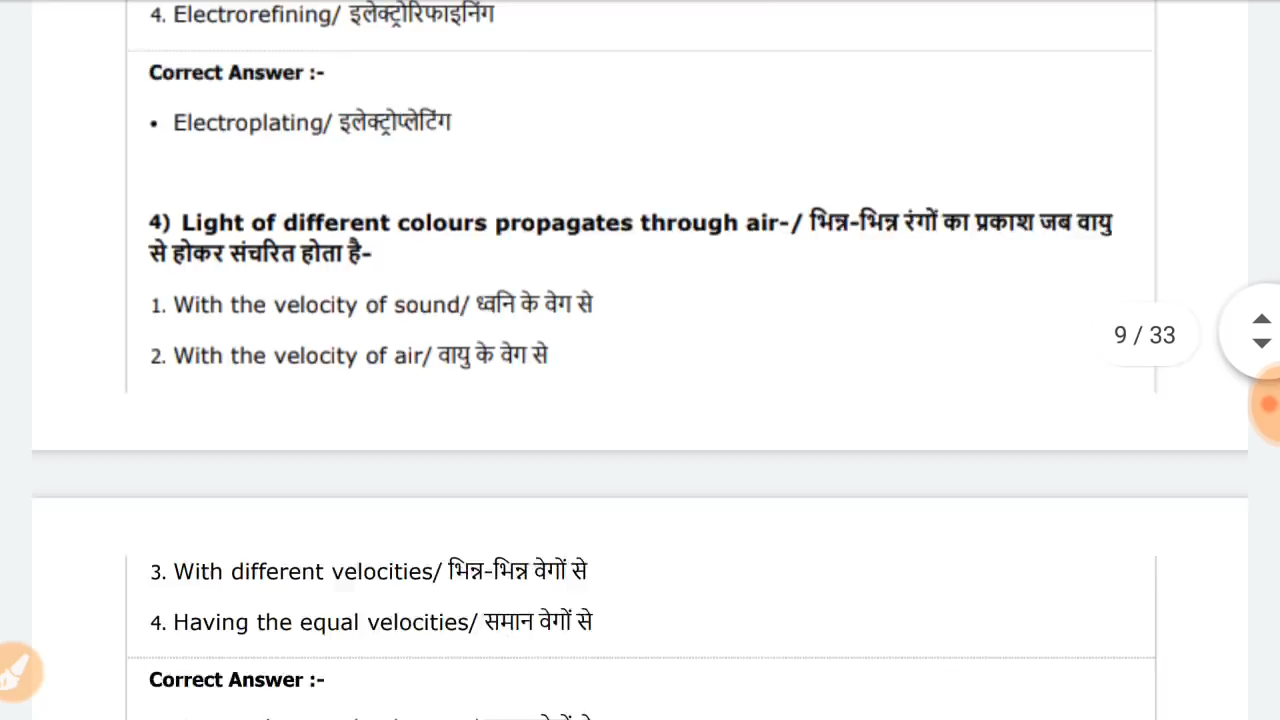 4. Electrorefining/ इलेक्ट्रोरिफाइनिंग
Correct Answer :-
• Electroplating/ इलेक्ट्रोप्लेटिंग
4) Light of different colours propagates through air-/ भिन्न-भिन्न रंगों का प्रकाश जब वायु
से होकर संचरित होता है-
1. With the velocity of sound/ ध्वनि के वेग से
2. With the velocity of air/ वायु के वेग से
9 / 33
3. With different velocities/ भिन्न-भिन्न वेगों से
4. Having the equal velocities/ समान वेगों से
Correct Answer :-